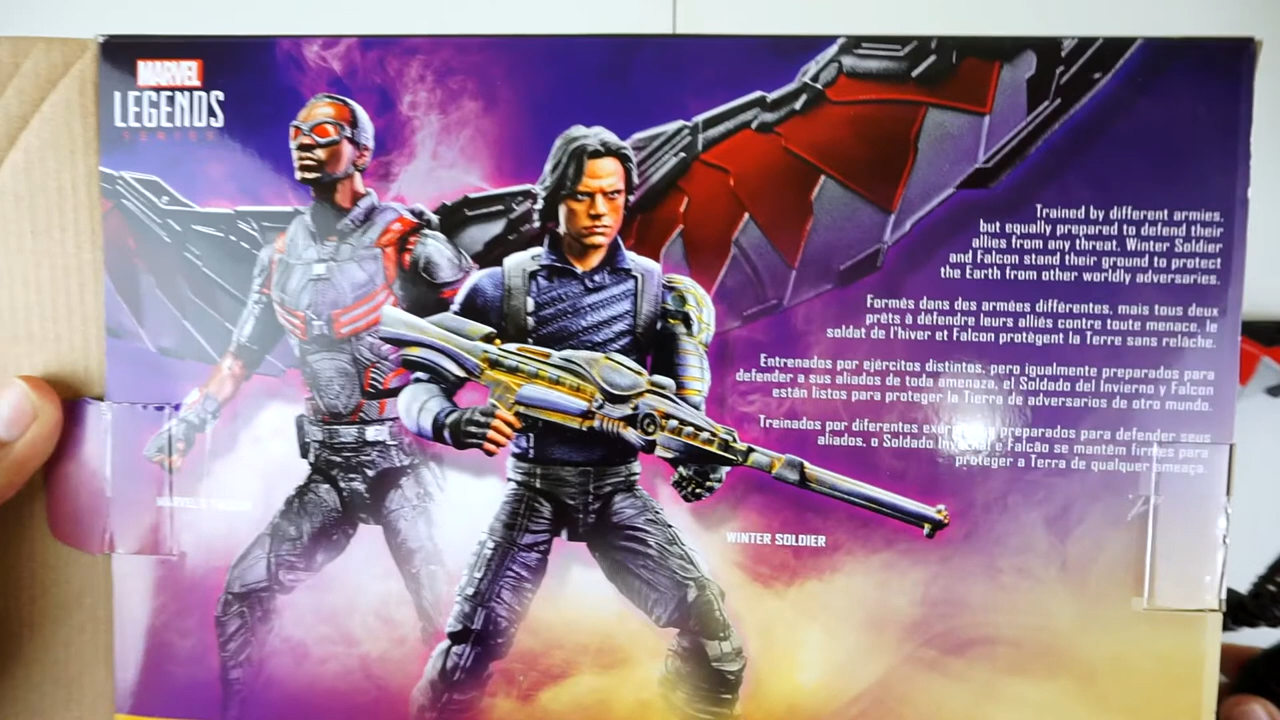 MARVEL
LEGENDS
SERIES
Trained by different armies,
but equally prepared to defend their
allies from any threat. Winter Soldier
and Falcon stand their ground to protect
the Earth from other worldly adversaries.
Formés dans des armées différentes, mais tous deux
prêts à défendre leurs alliés contre toute menace, le
soldat de l'hiver et Falcon protègent la Terre sans relâche.
Entrenados por ejércitos distintos, pero igualmente preparados para
defender a sus aliados de toda amenaza, el Soldado del Invierno y Falcon
están listos para proteger la Tierra de adversarios de otro mundo.
Treinados por diferentes preparados para defender seus
aliados, o Soldado e Falcão se mantêm firmes para
proteger a Terra de qualquer ameaça.
MARVEL'S FALCON
WINTER SOLDIER